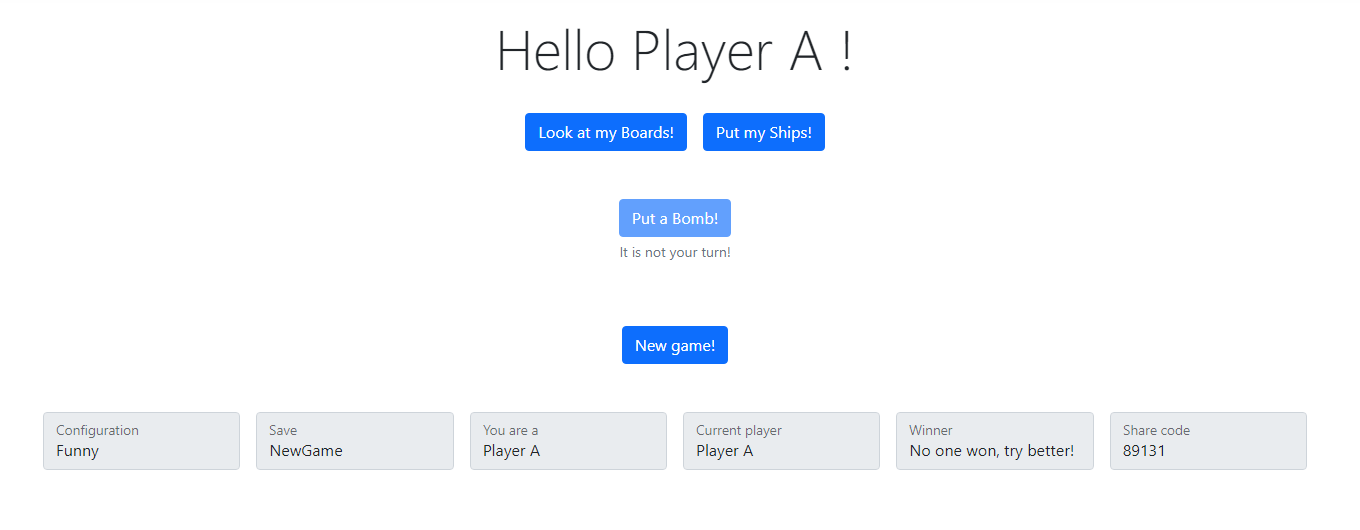 Hello Player A !
Look at my Boards! Put my Ships!
Put a Bomb!
It is not your turn!
New game!
Configuration Save You are a Current player Winner Share code
Funny NewGame Player A Player A No one won, try better! 89131